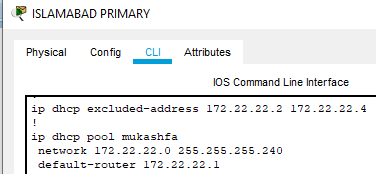 ISLAMABAD PRIMARY
Physical Config CLI Attributes
IOS Command Line Interface
!
ip dhcp excluded-address 172.22.22.2 172.22.22.4
!
ip dhcp pool mukashfa
network 172.22.22.0 255.255.255.240
default-router 172.22.22.1